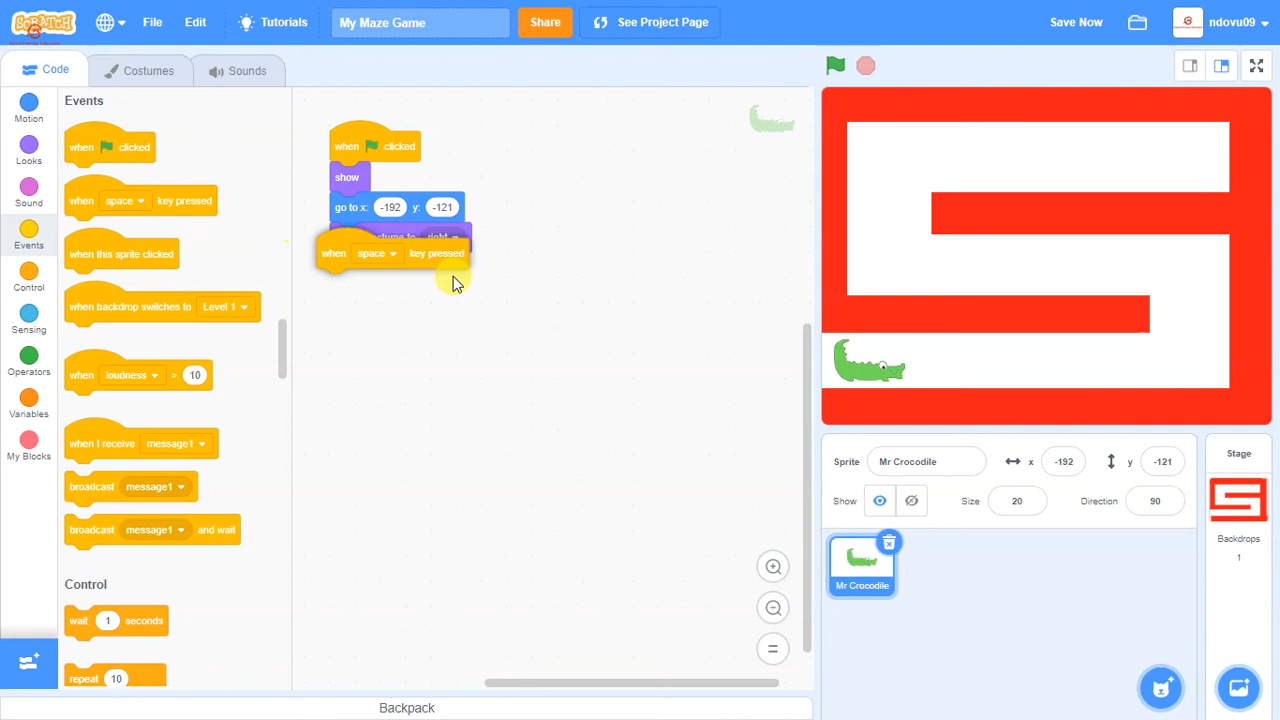 SCRATCH
File
Edit
Tutorials
My Maze Game
Share
See Project Page
Save Now
ndovu09
Code
Costumes
Sounds
Motion
Looks
Sound
Events
Control
Sensing
Operators
Variables
My Blocks
Events
when clicked
when space key pressed
when this sprite clicked
when backdrop switches to Level 1
when loudness > 10
when I receive message1
broadcast message1
broadcast message1 and wait
Control
wait 1 seconds
repeat 10
when clicked
show
go to x: -192 y: -121
right
when space key pressed
Sprite Mr Crocodile
x -192
y -121
Show
Size 20
Direction 90
Mr Crocodile
Stage
Backdrops
1
Backpack